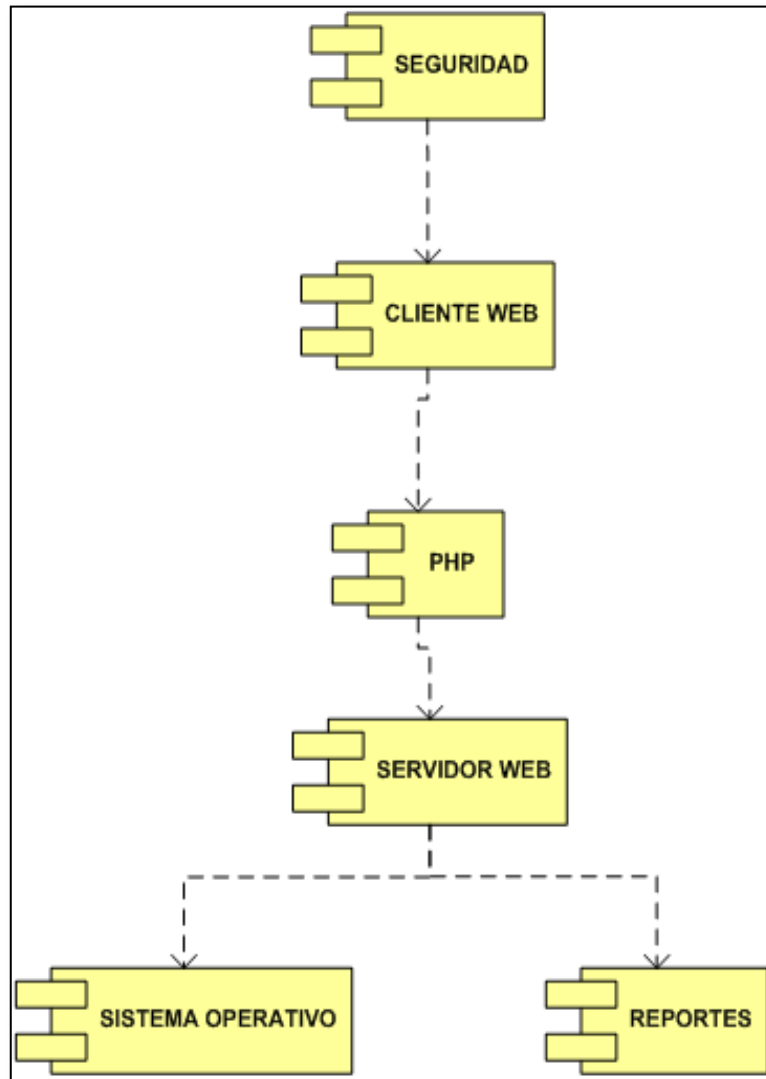 SEGURIDAD
CLIENTE WEB
PHP
SERVIDOR WEB
SISTEMA OPERATIVO
REPORTES